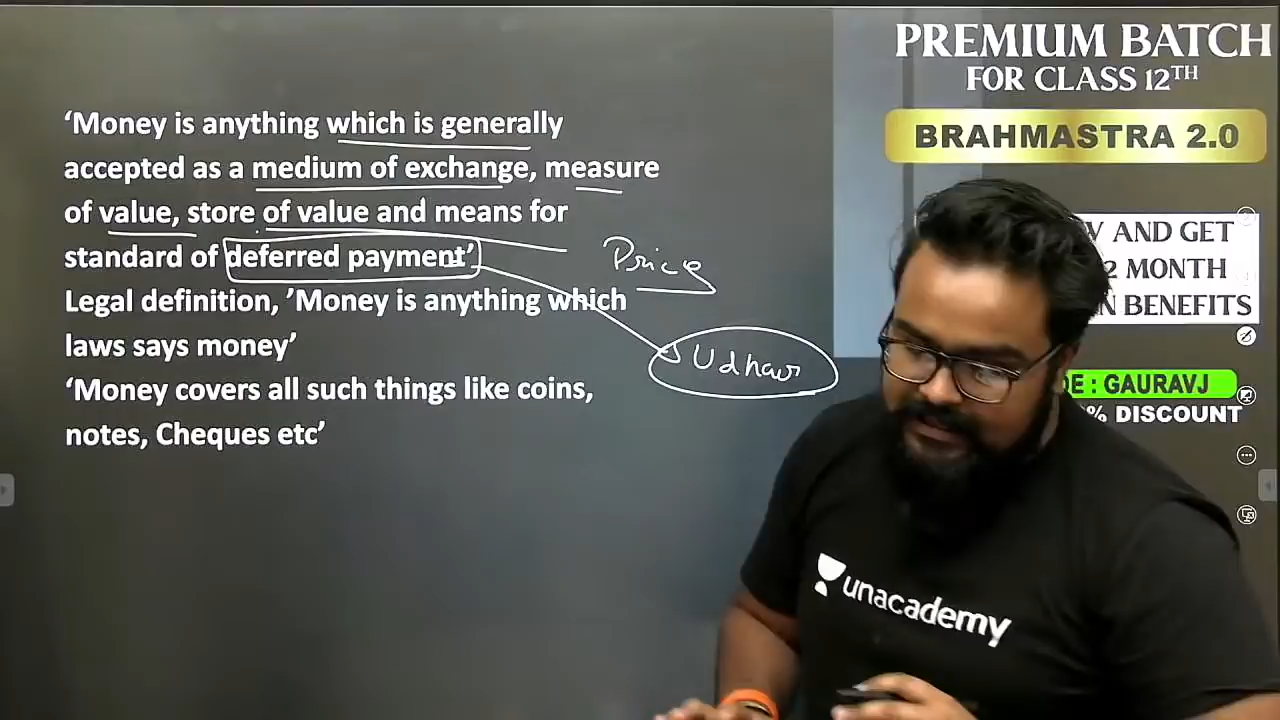 ‘Money is anything which is generally
accepted as a medium of exchange, measure
of value, store of value and means for
standard of deferred payment’
Legal definition, ’Money is anything which
laws says money’
‘Money covers all such things like coins,
notes, Cheques etc’
Price
Udhaar
PREMIUM BATCH
FOR CLASS 12TH
BRAHMASTRA 2.0
AND GET
2 MONTH
BENEFITS
: GAURAVJ
% DISCOUNT
unacademy